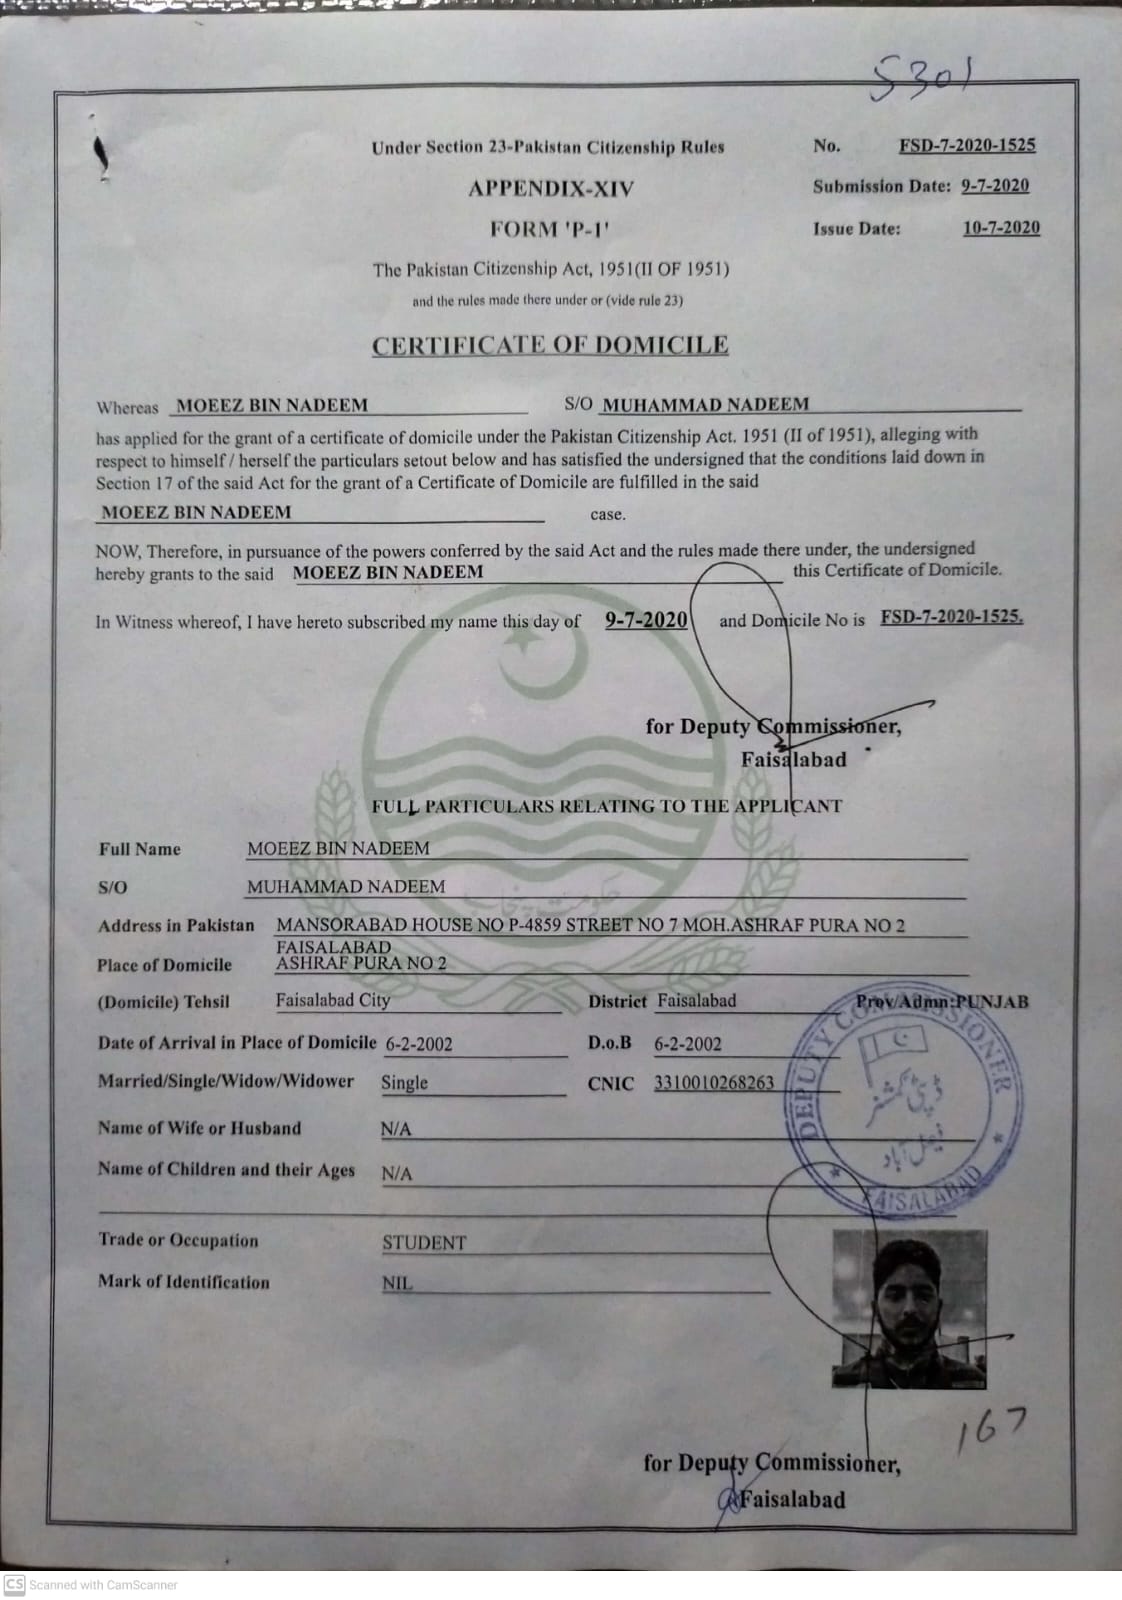 5301
Under Section 23-Pakistan Citizenship Rules No. FSD-7-2020-1525
APPENDIX-XIV Submission Date: 9-7-2020
FORM 'P-1' Issue Date: 10-7-2020
The Pakistan Citizenship Act, 1951(II OF 1951)
and the rules made there under or (vide rule 23)
CERTIFICATE OF DOMICILE
Whereas MOEEZ BIN NADEEM S/O MUHAMMAD NADEEM
has applied for the grant of a certificate of domicile under the Pakistan Citizenship Act. 1951 (II of 1951), alleging with
respect to himself / herself the particulars setout below and has satisfied the undersigned that the conditions laid down in
Section 17 of the said Act for the grant of a Certificate of Domicile are fulfilled in the said
MOEEZ BIN NADEEM case.
NOW, Therefore, in pursuance of the powers conferred by the said Act and the rules made there under, the undersigned
hereby grants to the said MOEEZ BIN NADEEM this Certificate of Domicile.
In Witness whereof, I have hereto subscribed my name this day of 9-7-2020 and Domicile No is FSD-7-2020-1525.
for Deputy Commissioner,
Faisalabad
FULL PARTICULARS RELATING TO THE APPLICANT
Full Name MOEEZ BIN NADEEM
S/O MUHAMMAD NADEEM
حکومت پنجاب
Address in Pakistan MANSORABAD HOUSE NO P-4859 STREET NO 7 MOH.ASHRAF PURA NO 2
FAISALABAD
Place of Domicile ASHRAF PURA NO 2
(Domicile) Tehsil Faisalabad City District Faisalabad Prov/Admn:PUNJAB
Date of Arrival in Place of Domicile 6-2-2002 D.o.B 6-2-2002
Married/Single/Widow/Widower Single CNIC 3310010268263
DEPUTY COMMISSIONER
ڈپٹی کمشنر
فیصل آباد
FAISALABAD
Name of Wife or Husband N/A
Name of Children and their Ages N/A
Trade or Occupation STUDENT
Mark of Identification NIL
167
for Deputy Commissioner,
Faisalabad
CS Scanned with CamScanner